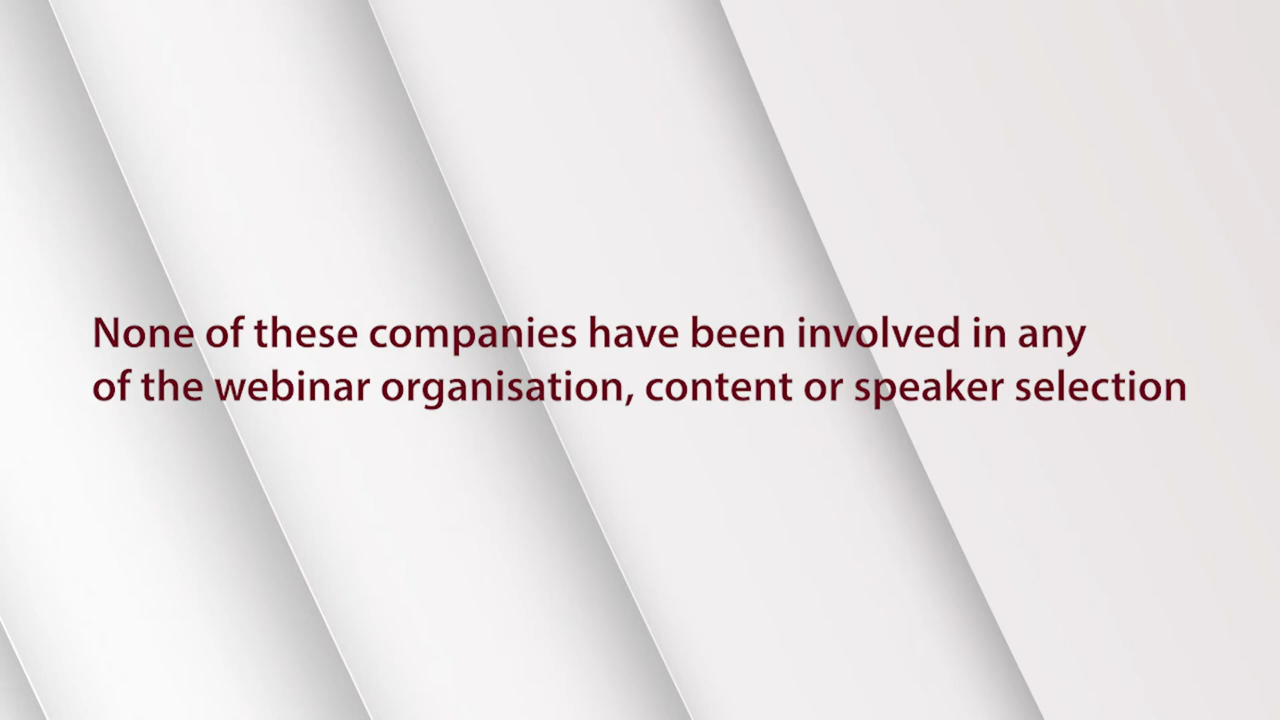 None of these companies have been involved in any
of the webinar organisation, content or speaker selection